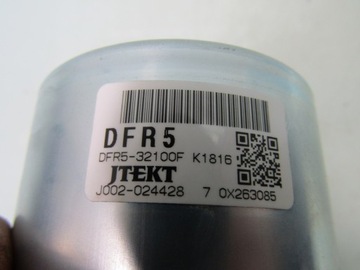 DFR5
DFR5-32100F K1816
JTEKT
J002-024428 7 0X263085